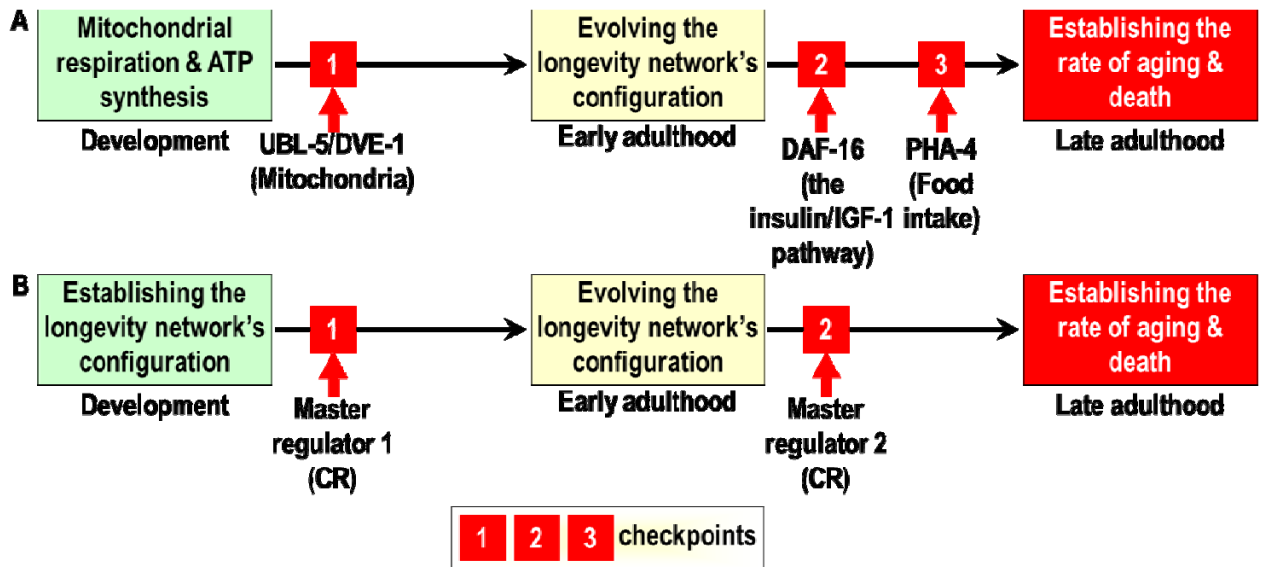 A
Mitochondrial
respiration & ATP
synthesis
Development
1
UBL-5/DVE-1
(Mitochondria)
Evolving the
longevity network's
configuration
Early adulthood
2
DAF-16
(the
insulin/IGF-1
pathway)
3
PHA-4
(Food
intake)
Establishing the
rate of aging &
death
Late adulthood
B
Establishing the
longevity network's
configuration
Development
1
Master
regulator 1
(CR)
Evolving the
longevity network's
configuration
Early adulthood
2
Master
regulator 2
(CR)
Establishing the
rate of aging &
death
Late adulthood
1 2 3 checkpoints